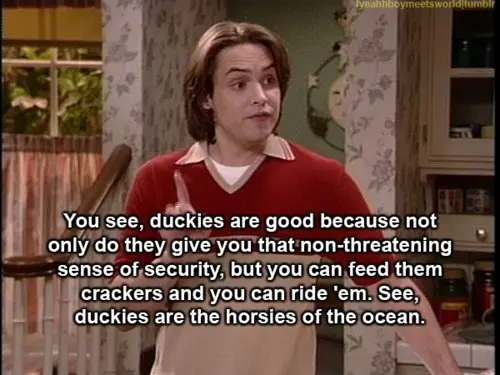 fyeahhboymeetsworld|tumblr
You see, duckies are good because not
only do they give you that non-threatening
sense of security, but you can feed them
crackers and you can ride 'em. See,
duckies are the horsies of the ocean.